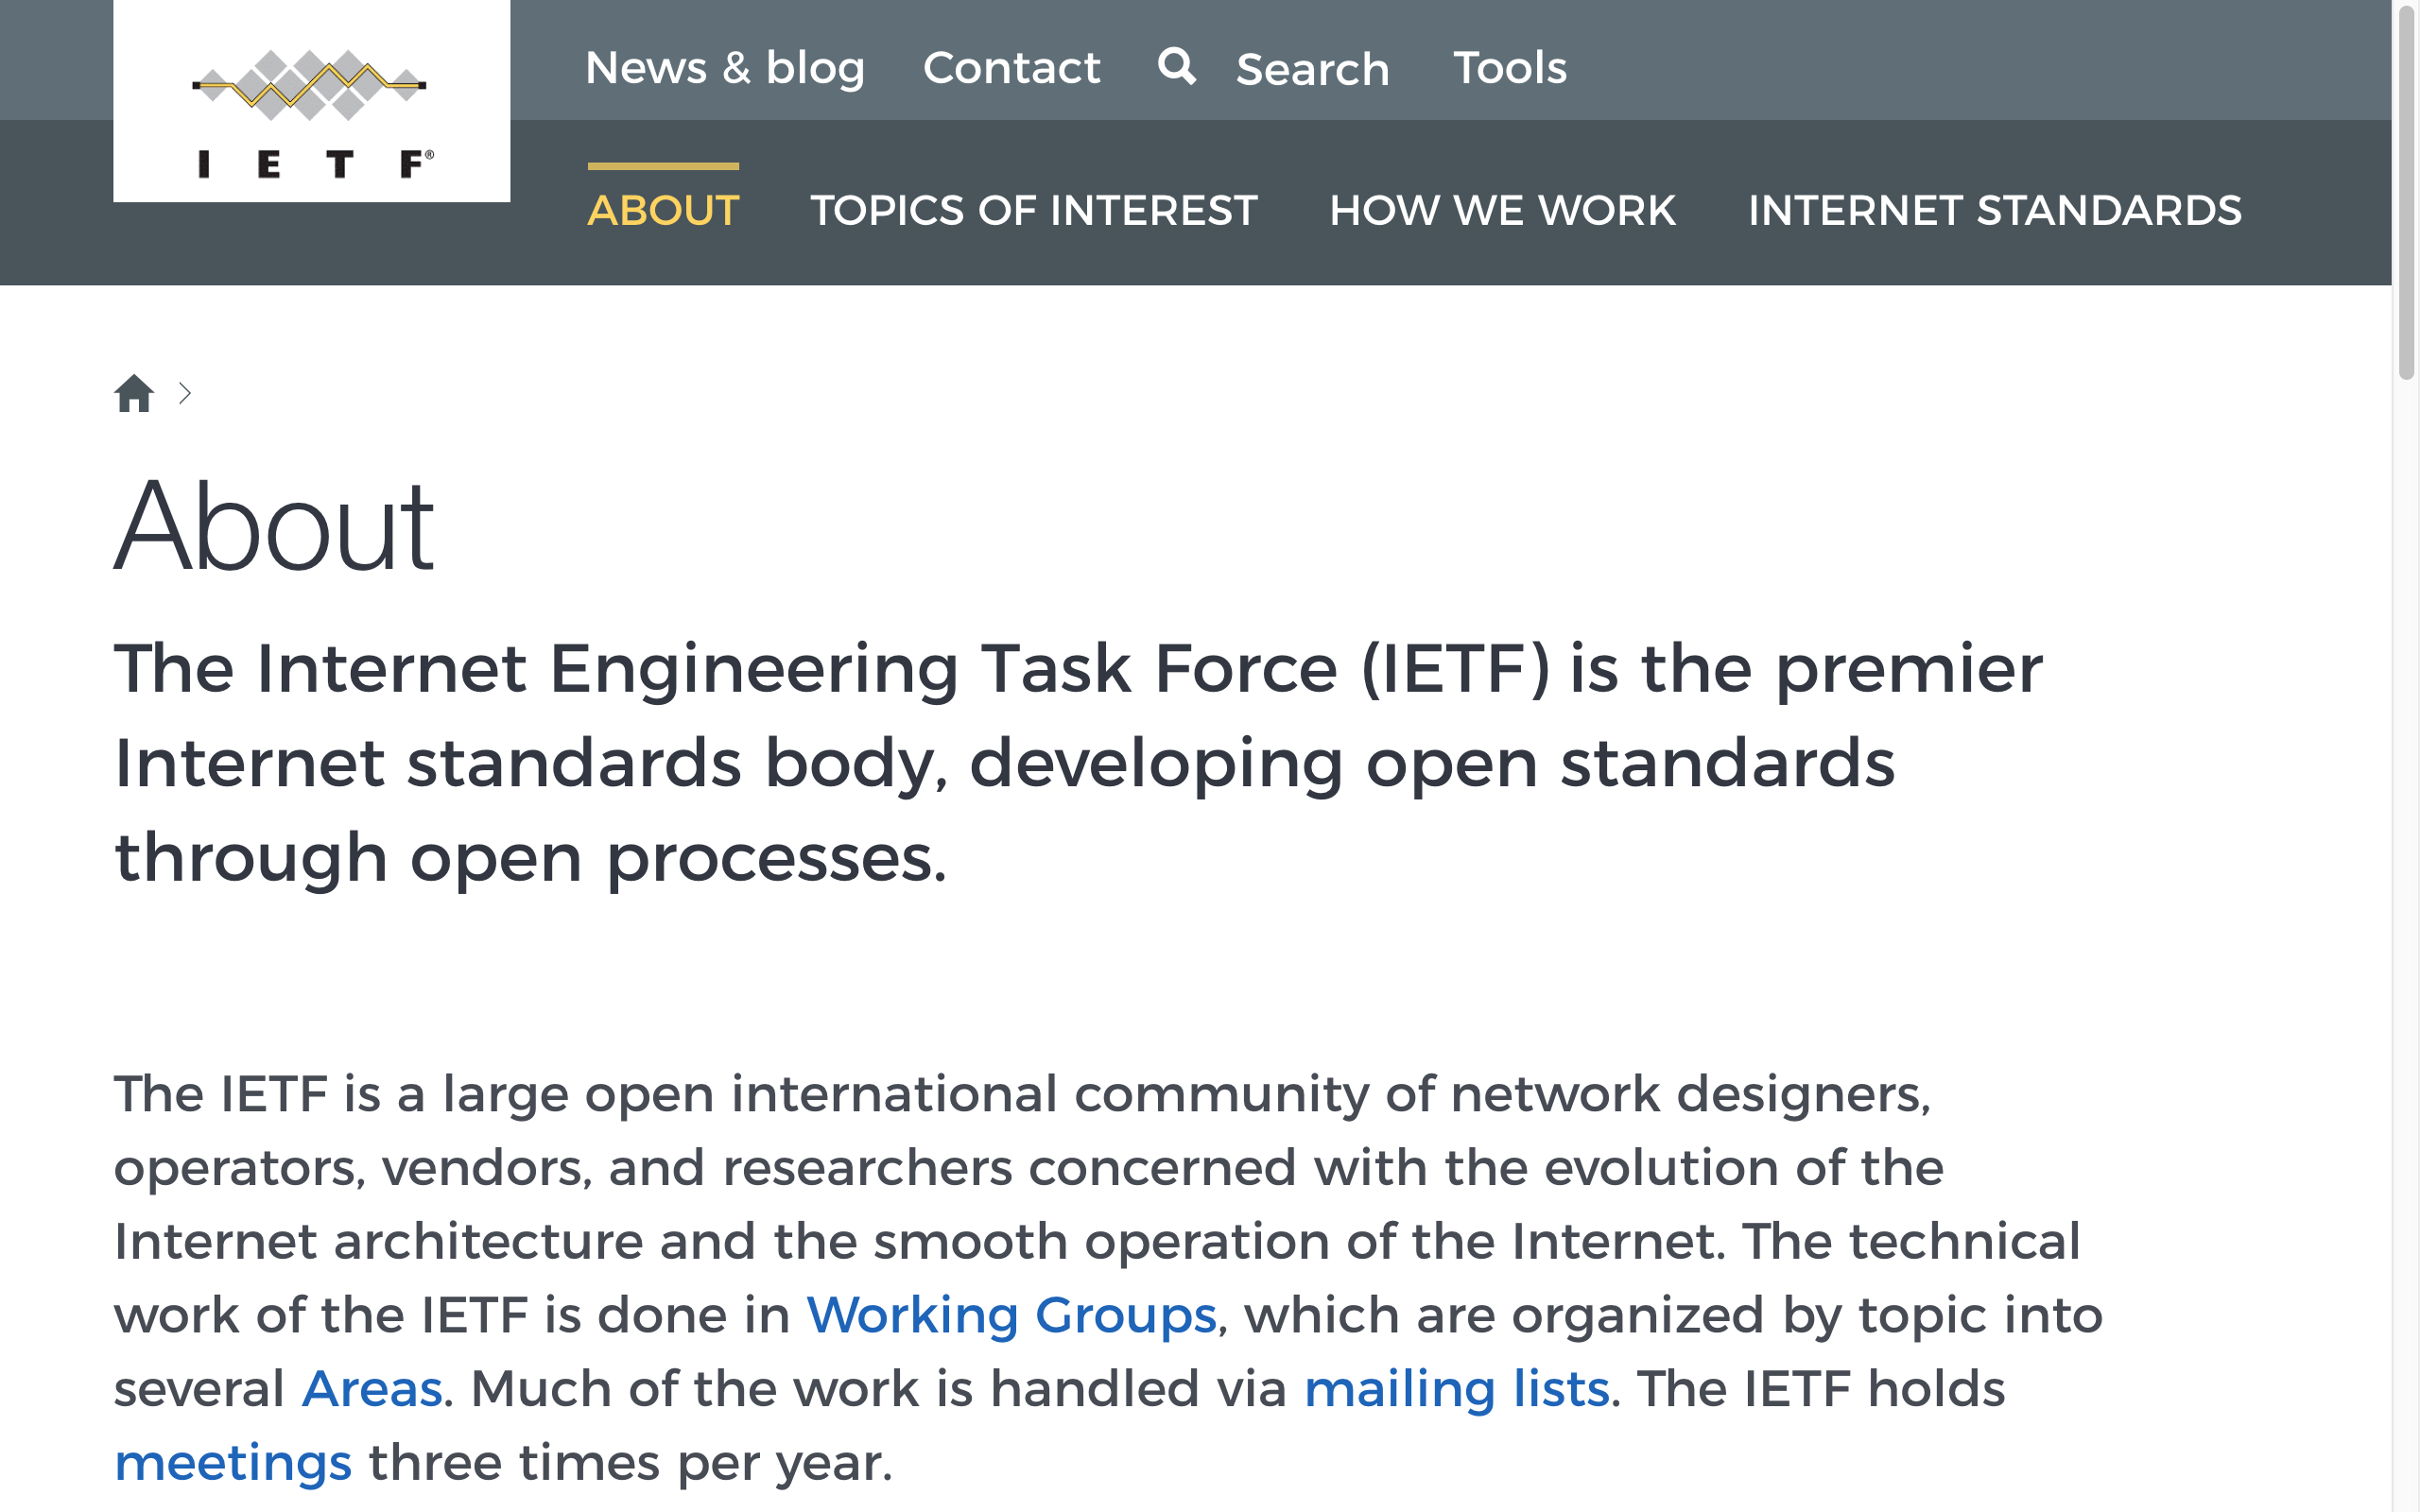 News & blog Contact Search Tools
I E T F®
ABOUT TOPICS OF INTEREST HOW WE WORK INTERNET STANDARDS
About
The Internet Engineering Task Force (IETF) is the premier
Internet standards body, developing open standards
through open processes.
The IETF is a large open international community of network designers,
operators, vendors, and researchers concerned with the evolution of the
Internet architecture and the smooth operation of the Internet. The technical
work of the IETF is done in Working Groups, which are organized by topic into
several Areas. Much of the work is handled via mailing lists. The IETF holds
meetings three times per year.